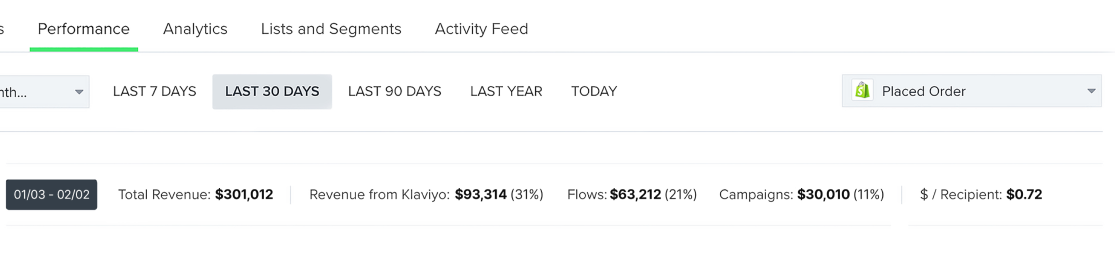 s Performance Analytics Lists and Segments Activity Feed
nth... LAST 7 DAYS LAST 30 DAYS LAST 90 DAYS LAST YEAR TODAY Placed Order
01/03 - 02/02 Total Revenue: $301,012 Revenue from Klaviyo: $93,314 (31%) Flows: $63,212 (21%) Campaigns: $30,010 (11%) $ / Recipient: $0.72